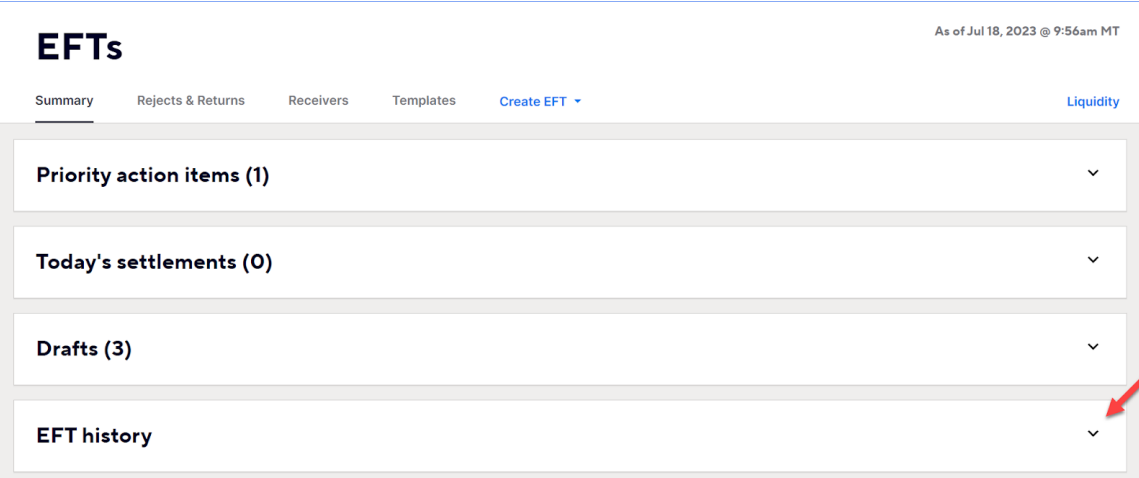 As of Jul 18, 2023 @ 9:56am MT
EFTs
Summary Rejects & Returns Receivers Templates Create EFT Liquidity
Priority action items (1)
Today's settlements (0)
Drafts (3)
EFT history